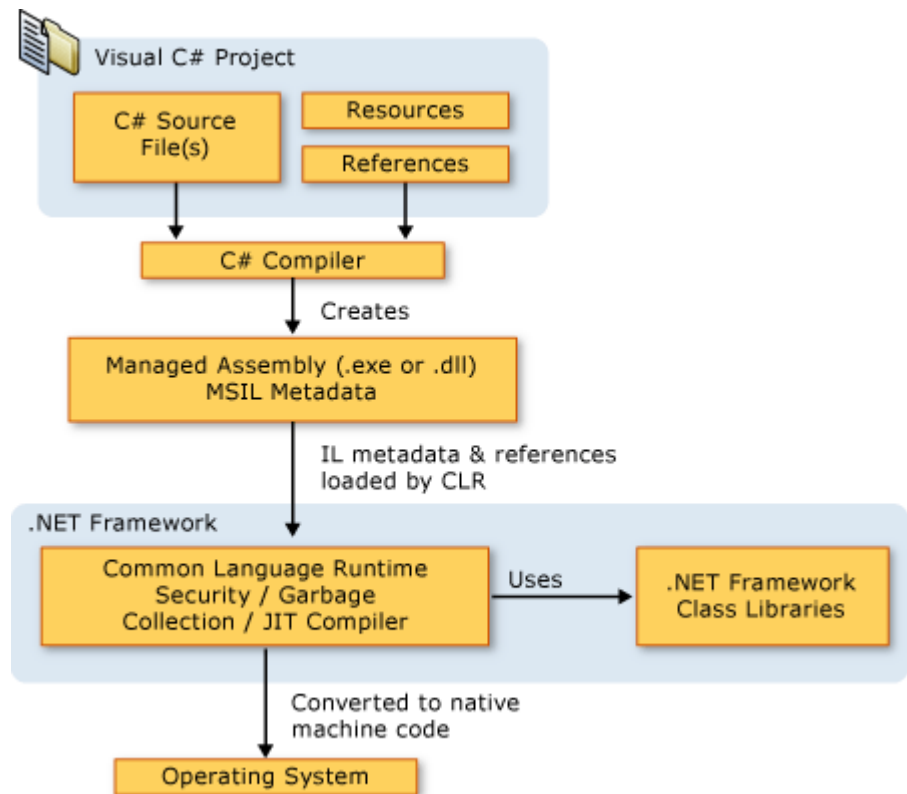 Visual C# Project
C# Source
File(s)
Resources
References
C# Compiler
Creates
Managed Assembly (.exe or .dll)
MSIL Metadata
IL metadata & references
loaded by CLR
.NET Framework
Common Language Runtime
Security / Garbage
Collection / JIT Compiler
Uses
.NET Framework
Class Libraries
Converted to native
machine code
Operating System